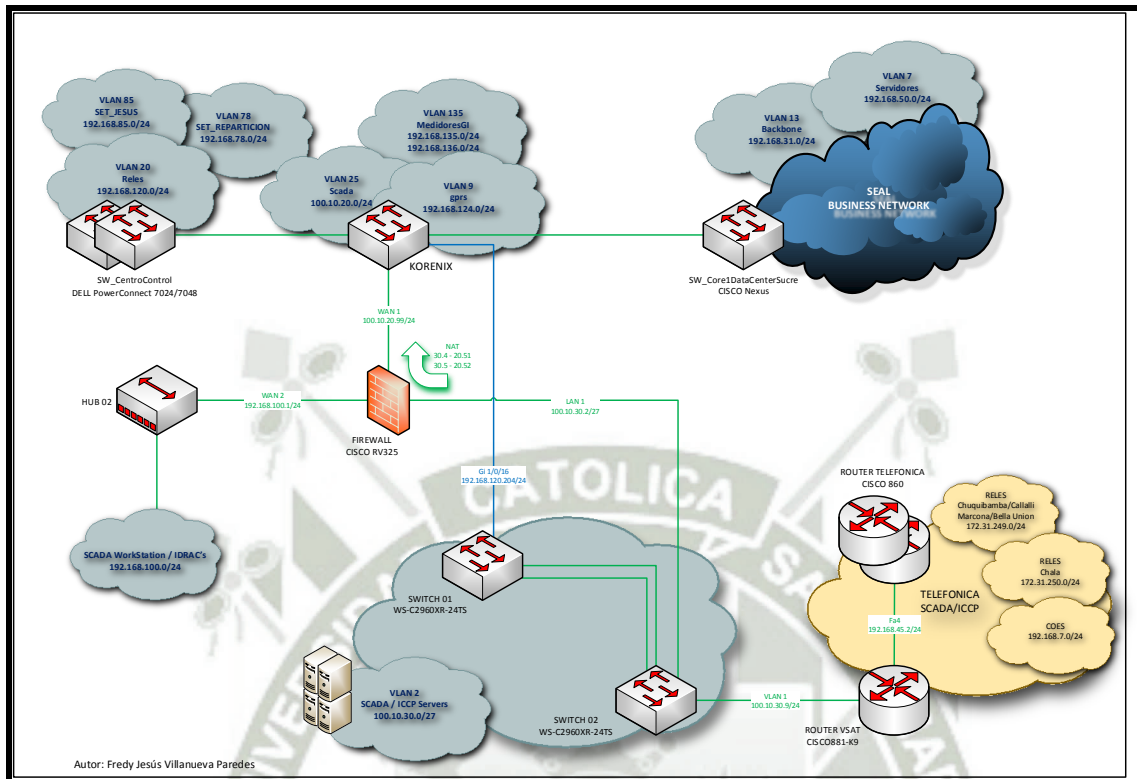 VLAN 85
SET_JESUS
192.168.85.0/24
VLAN 78
SET_REPARTICION
192.168.78.0/24
VLAN 20
Reles
192.168.120.0/24
VLAN 135
MedidoresGI
192.168.135.0/24
192.168.136.0/24
VLAN 25
Scada
100.10.20.0/24
VLAN 9
gprs
192.168.124.0/24
VLAN 7
Servidores
192.168.50.0/24
VLAN 13
Backbone
192.168.31.0/24
SEAL
BUSINESS NETWORK
SW_CentroControl
DELL PowerConnect 7024/7048
KORENIX
SW_Core1DataCenterSucre
CISCO Nexus
WAN 1
100.10.20.99/24
NAT
30.4 - 20.51
30.5 - 20.52
HUB 02
WAN 2
192.168.100.1/24
FIREWALL
CISCO RV325
LAN 1
100.10.30.2/27
GI 1/0/16
192.168.120.204/24
SCADA WorkStation / IDRAC's
192.168.100.0/24
ROUTER TELEFONICA
CISCO 860
RELES
Chuquibamba/Callalli
Marcona/Bella Union
172.31.249.0/24
RELES
Chala
172.31.250.0/24
TELEFONICA
SCADA/ICCP
COES
192.168.7.0/24
Fa4
192.168.45.2/24
SWITCH 01
WS-C2960XR-24TS
VLAN 2
SCADA / ICCP Servers
100.10.30.0/27
SWITCH 02
WS-C2960XR-24TS
VLAN 1
100.10.30.9/24
ROUTER VSAT
CISCO881-K9
Autor: Fredy Jesús Villanueva Paredes
CATOLICA